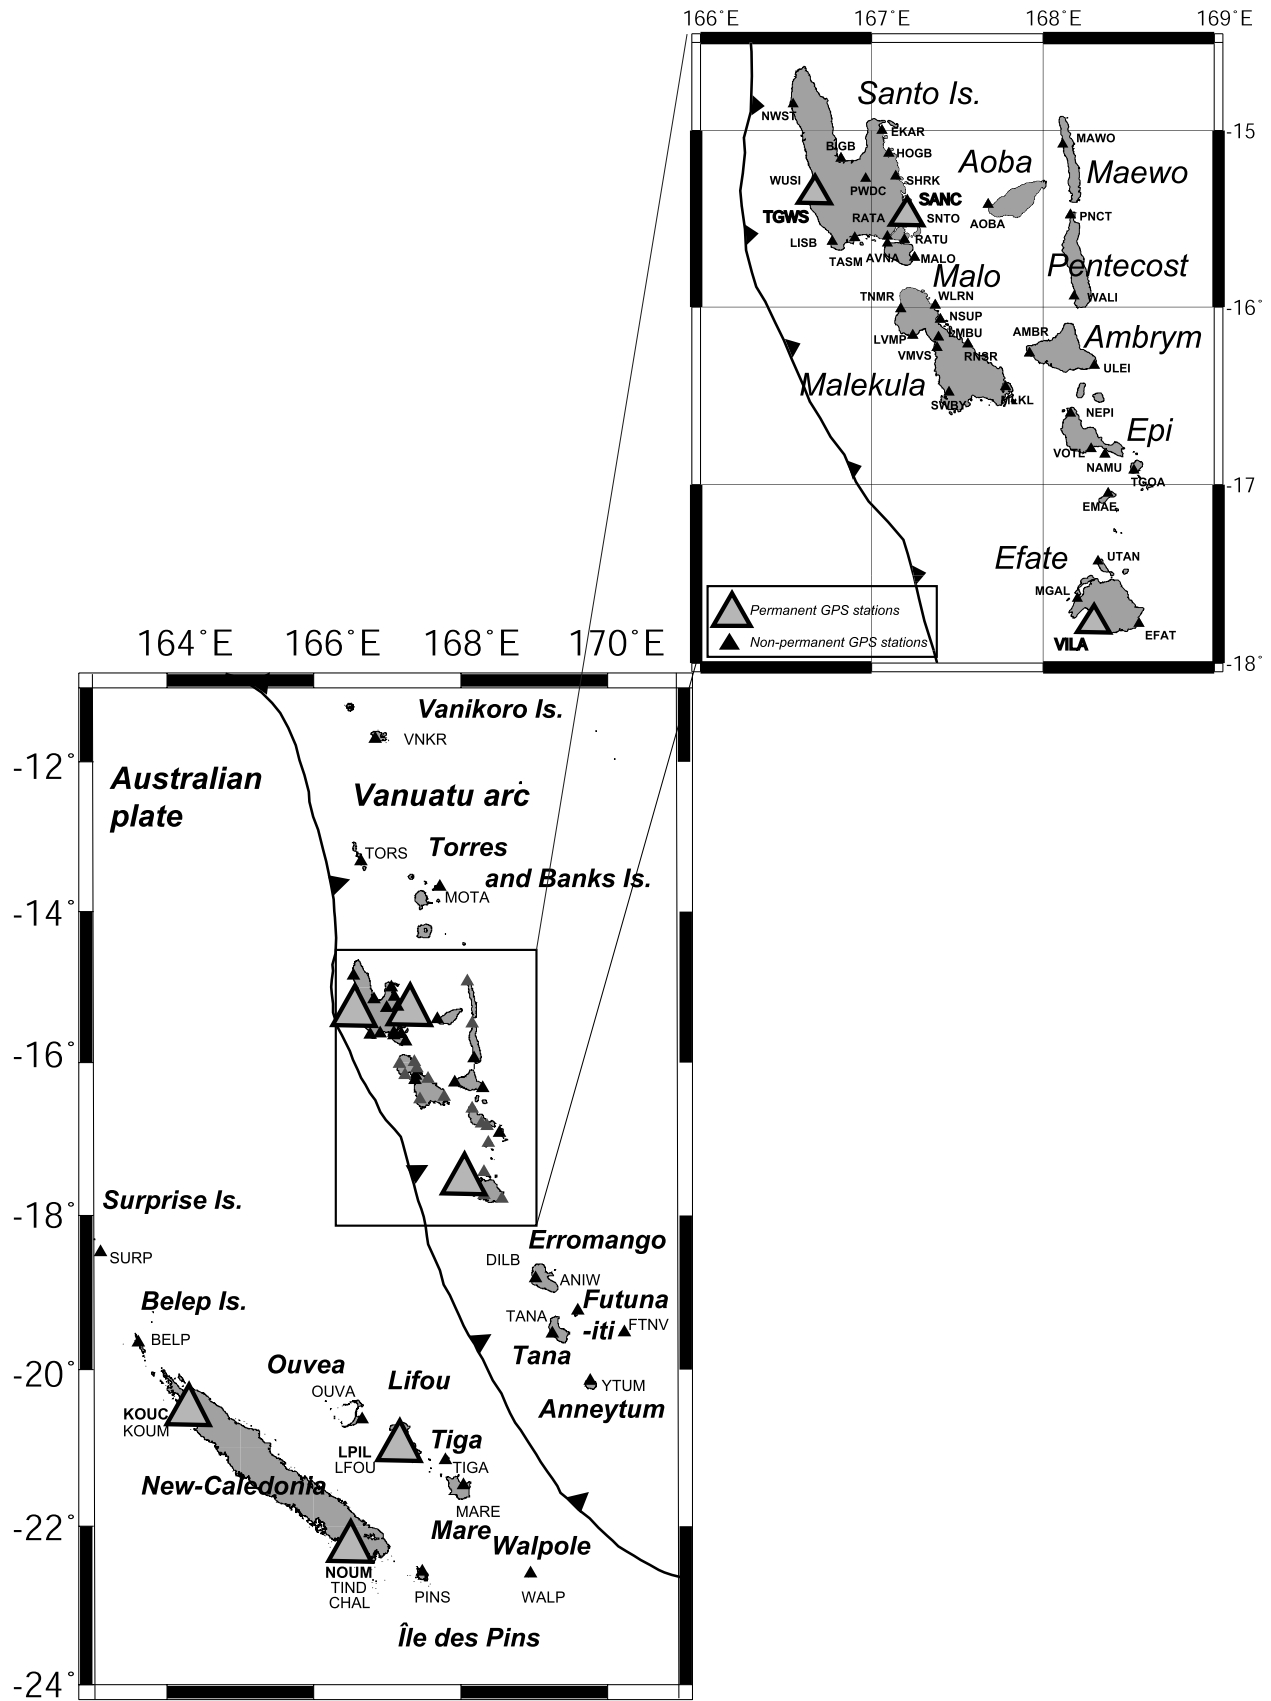 166°E 167°E 168°E 169°E
Santo Is.
NWST
EKAR
-15
MAWO
BIGB
HOGB
Aoba
Maewo
WUSI
PWDC
SHRK
SANC
TGWS
RATA
SNTO
AOBA
PNCT
LISB
TASM
AVNA
RATU
MALO
Malo
Pentecost
TNMR
WLRN
WALI
-16
NSUP
LVMP
LMBU
AMBR
Ambrym
VMVS
RNSR
ULEI
Malekula
SWBY
MLKL
NEPI
Epi
VOTL
NAMU
TGOA
-17
EMAE
Efate
UTAN
MGAL
Permanent GPS stations
Non-permanent GPS stations
EFAT
VILA
-18°
164°E 166°E 168°E 170°E
Vanikoro Is.
VNKR
-12°
Australian
plate
Vanuatu arc
TORS
Torres
and Banks Is.
MOTA
-14°
-16°
-18°
Surprise Is.
SURP
Erromango
DILB
ANIW
Belep Is.
BELP
Futuna
-iti
TANA
FTNV
Tana
-20°
Ouvea
OUVA
Lifou
YTUM
Anneytum
KOUC
KOUM
LPIL
LFOU
Tiga
TIGA
New-Caledonia
MARE
Mare
-22°
Walpole
NOUM
TIND
CHAL
PINS
WALP
Île des Pins
-24°